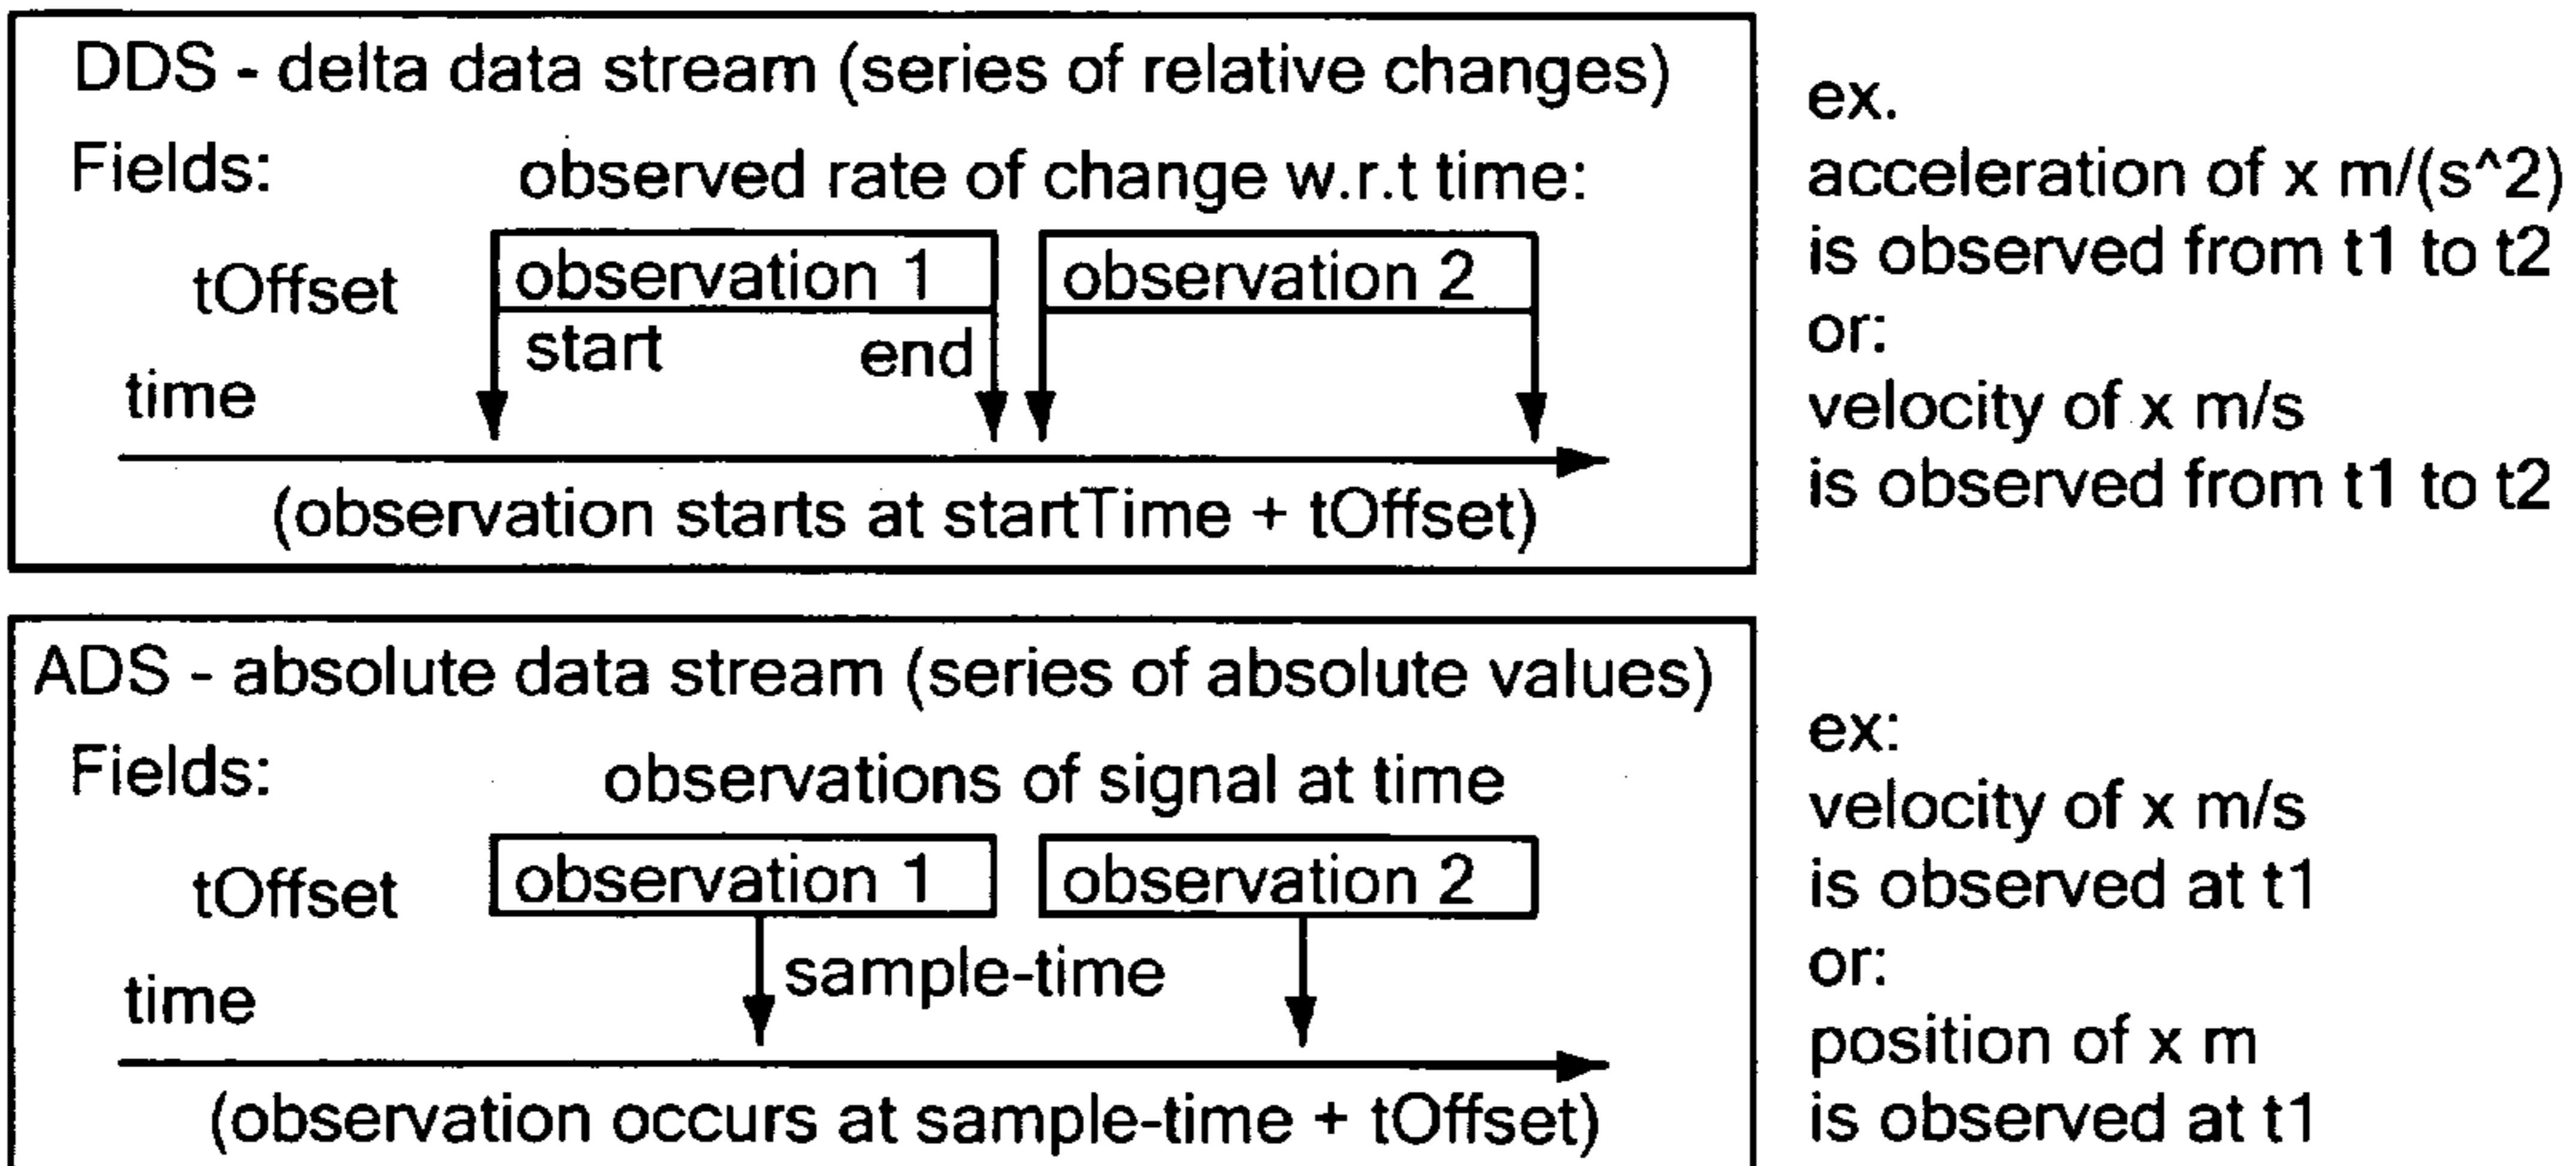 DDS - delta data stream (series of relative changes)
Fields: observed rate of change w.r.t time:
tOffset observation 1 observation 2
start end
time
(observation starts at startTime + tOffset)
ex.
acceleration of x m/(s^2)
is observed from t1 to t2
or:
velocity of x m/s
is observed from t1 to t2
ADS - absolute data stream (series of absolute values)
Fields: observations of signal at time
tOffset observation 1 observation 2
sample-time
time
(observation occurs at sample-time + tOffset)
ex:
velocity of x m/s
is observed at t1
or:
position of x m
is observed at t1